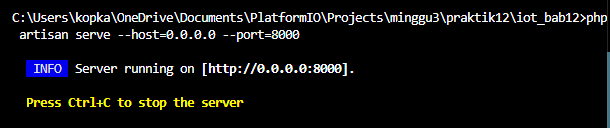 C:\Users\kopka\OneDrive\Documents\PlatformIO\Projects\minggu3\praktik12\iot_bab12>php
artisan serve --host=0.0.0.0 --port=8000
INFO Server running on [http://0.0.0.0:8000].
Press Ctrl+C to stop the server